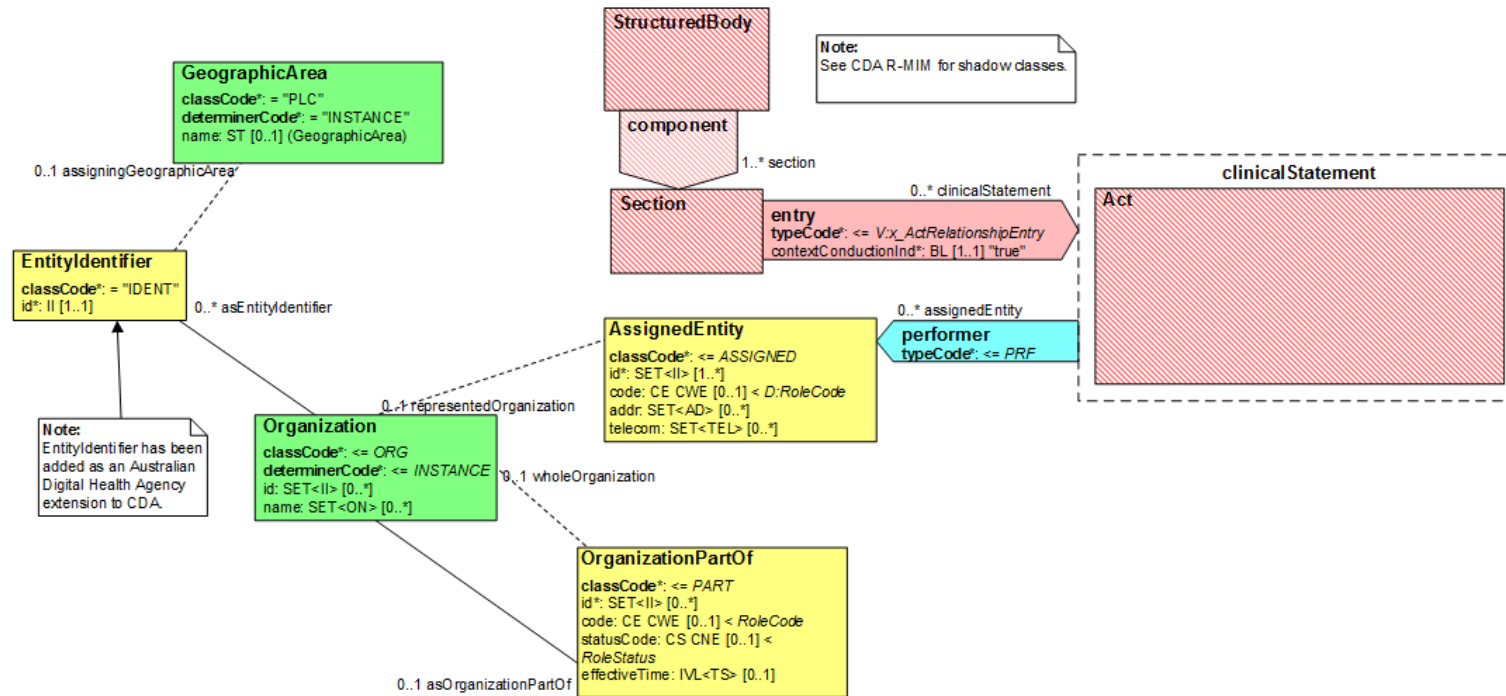 StructuredBody
Note:
See CDA R-MIM for shadow classes.
GeographicArea
classCode*: = "PLC"
determinerCode*: = "INSTANCE"
name: ST [0..1] (GeographicArea)
component
0..1 assigningGeographicArea
1..* section
clinicalStatement
Section
0..* clinicalStatement
Act
entry
typeCode*: <= V:x_ActRelationshipEntry
contextConductionInd*: BL [1..1] "true"
EntityIdentifier
classCode*: = "IDENT"
id*: II [1..1]
0..* asEntityIdentifier
0..* assignedEntity
performer
typeCode*: <= PRF
AssignedEntity
classCode*: <= ASSIGNED
id*: SET<II> [1..*]
code: CE CWE [0..1] < D:RoleCode
addr: SET<AD> [0..*]
telecom: SET<TEL> [0..*]
0..1 representedOrganization
Note:
EntityIdentifier has been
added as an Australian
Digital Health Agency
extension to CDA.
Organization
classCode*: <= ORG
determinerCode*: <= INSTANCE
id: SET<II> [0..*]
name: SET<ON> [0..*]
0..1 wholeOrganization
OrganizationPartOf
classCode*: <= PART
id*: SET<II> [0..*]
code: CE CWE [0..1] < RoleCode
statusCode: CS CNE [0..1] <
RoleStatus
effectiveTime: IVL<TS> [0..1]
0..1 asOrganizationPartOf